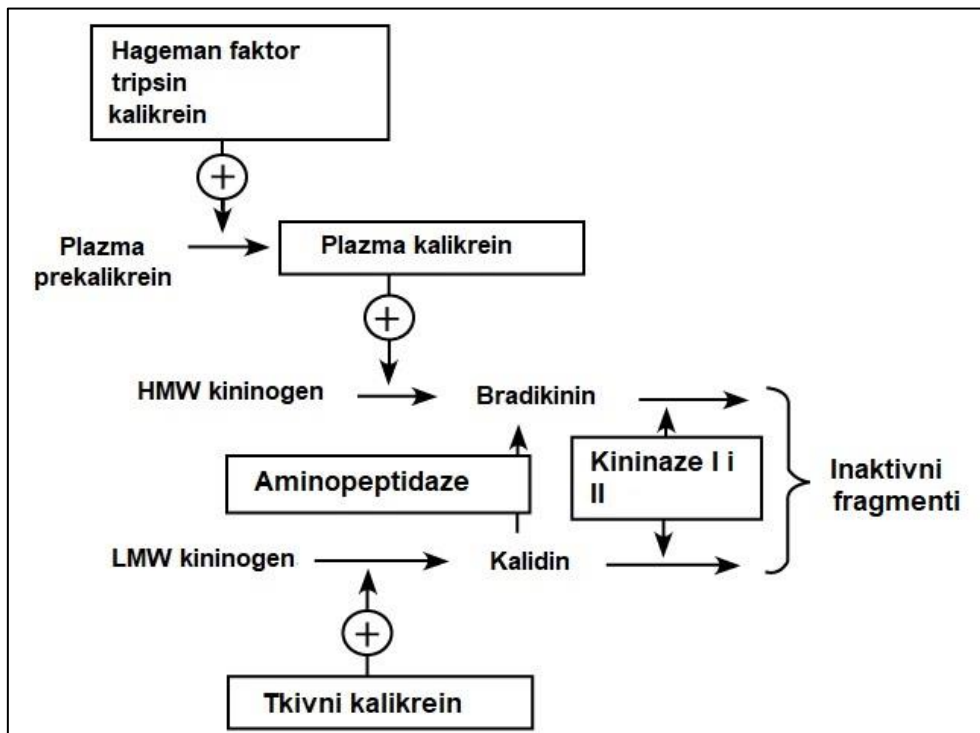 Hageman faktor
tripsin
kalikrein
+
Plazma
prekalikrein
Plazma kalikrein
+
HMW kininogen
Bradikinin
Aminopeptidaze
Kininaze I i
II
Inaktivni
fragmenti
LMW kininogen
Kalidin
+
Tkivni kalikrein